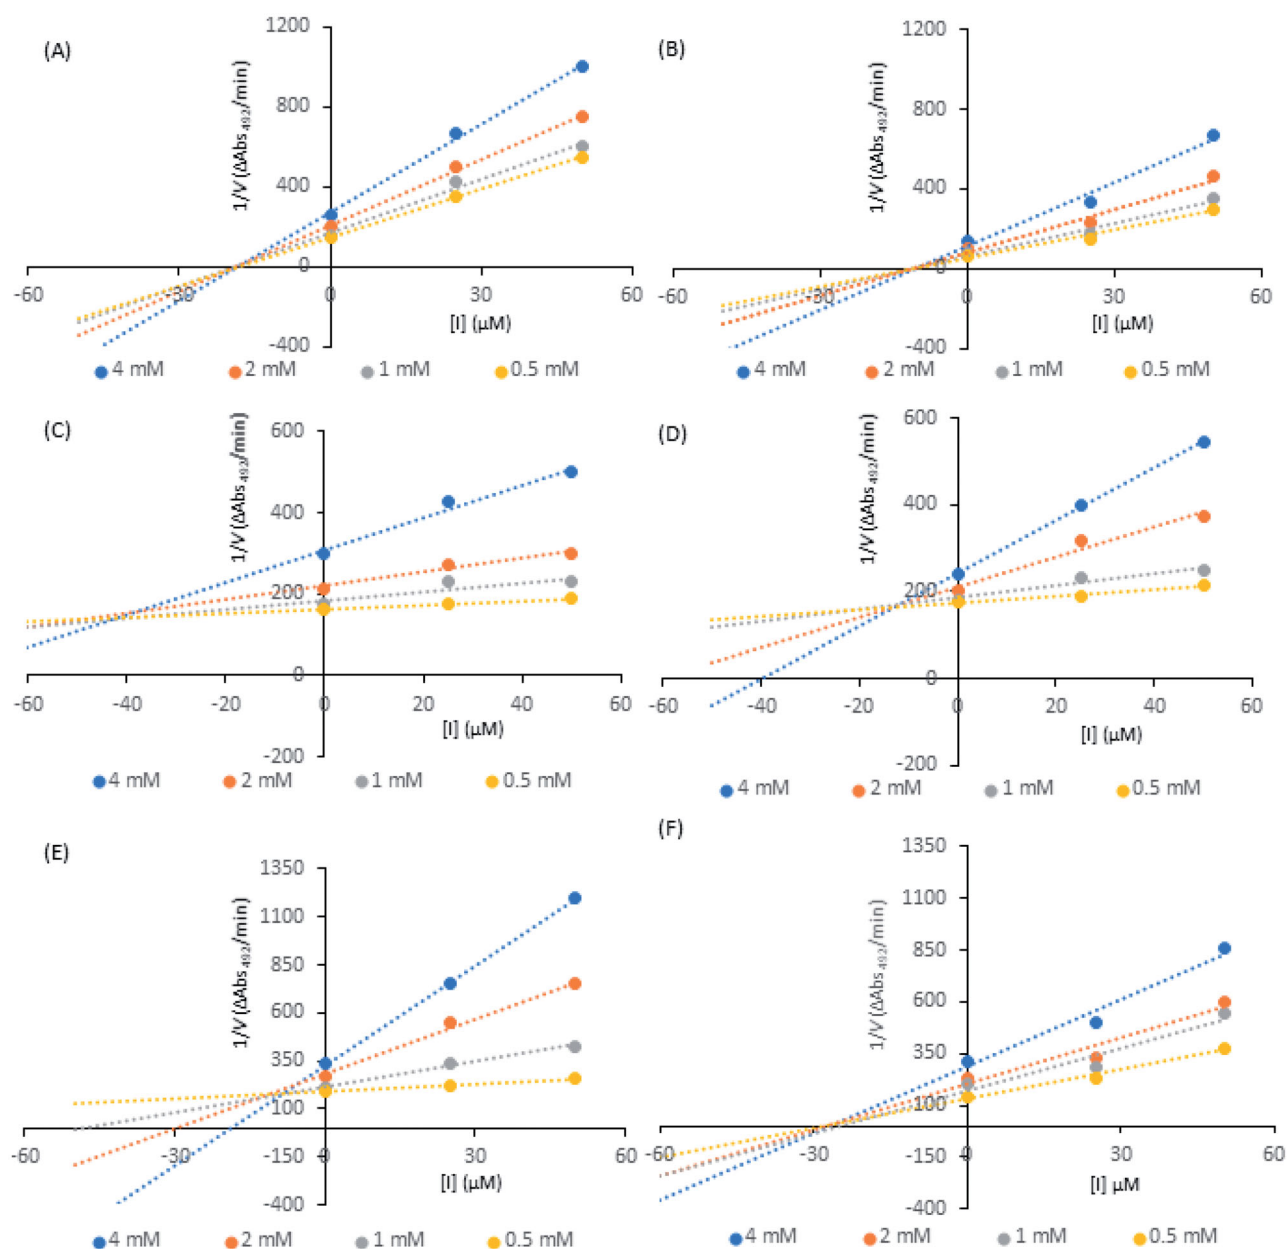 (A)
1/V (ΔAbs₄₉₂/min)
1200
800
400
0
-400
-60
-30
0
30
60
[I] (µM)
4 mM 2 mM 1 mM 0.5 mM
(B)
1/V (ΔAbs₄₉₂/min)
1200
800
400
0
-400
-60
-30
0
30
60
[I] (µM)
4 mM 2 mM 1 mM 0.5 mM
(C)
1/V (ΔAbs₄₉₂/min)
600
400
200
0
-200
-60 -40 -20 0 20 40 60
[I] (µM)
4 mM 2 mM 1 mM 0.5 mM
(D)
1/V (ΔAbs₄₉₂/min)
600
400
200
0
-200
-60 -40 -20 0 20 40 60
[I] (µM)
4 mM 2 mM 1 mM 0.5 mM
(E)
1/V (ΔAbs₄₉₂/min)
1350
1100
850
600
350
100
-150
-400
-60 -30 0 30 60
[I] (µM)
4 mM 2 mM 1 mM 0.5 mM
(F)
1/V (ΔAbs₄₉₂/min)
1350
1100
850
600
350
100
-150
-400
-60 -30 0 30 60
[I] µM
4 mM 2 mM 1 mM 0.5 mM